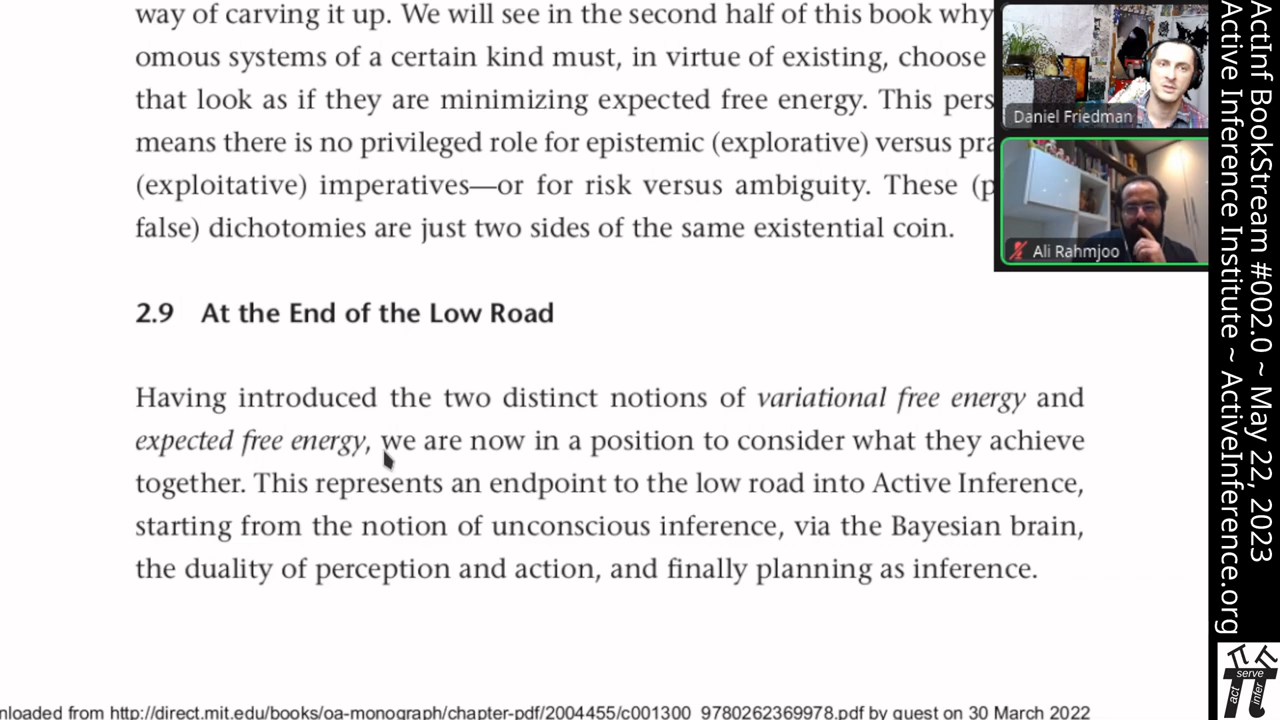 way of carving it up. We will see in the second half of this book why
omous systems of a certain kind must, in virtue of existing, choose
that look as if they are minimizing expected free energy. This pers
means there is no privileged role for epistemic (explorative) versus pra
(exploitative) imperatives—or for risk versus ambiguity. These (p
false) dichotomies are just two sides of the same existential coin.
2.9 At the End of the Low Road
Having introduced the two distinct notions of variational free energy and
expected free energy, we are now in a position to consider what they achieve
together. This represents an endpoint to the low road into Active Inference,
starting from the notion of unconscious inference, via the Bayesian brain,
the duality of perception and action, and finally planning as inference.
nloaded from http://direct.mit.edu/books/oa-monograph/chapter-pdf/2004455/c001300_9780262369978.pdf by guest on 30 March 2022
Daniel Friedman
Ali Rahmjoo
ActInf BookStream #002.0 ~ May 22, 2023
Active Inference Institute ~ ActiveInference.org
serve
act
infer